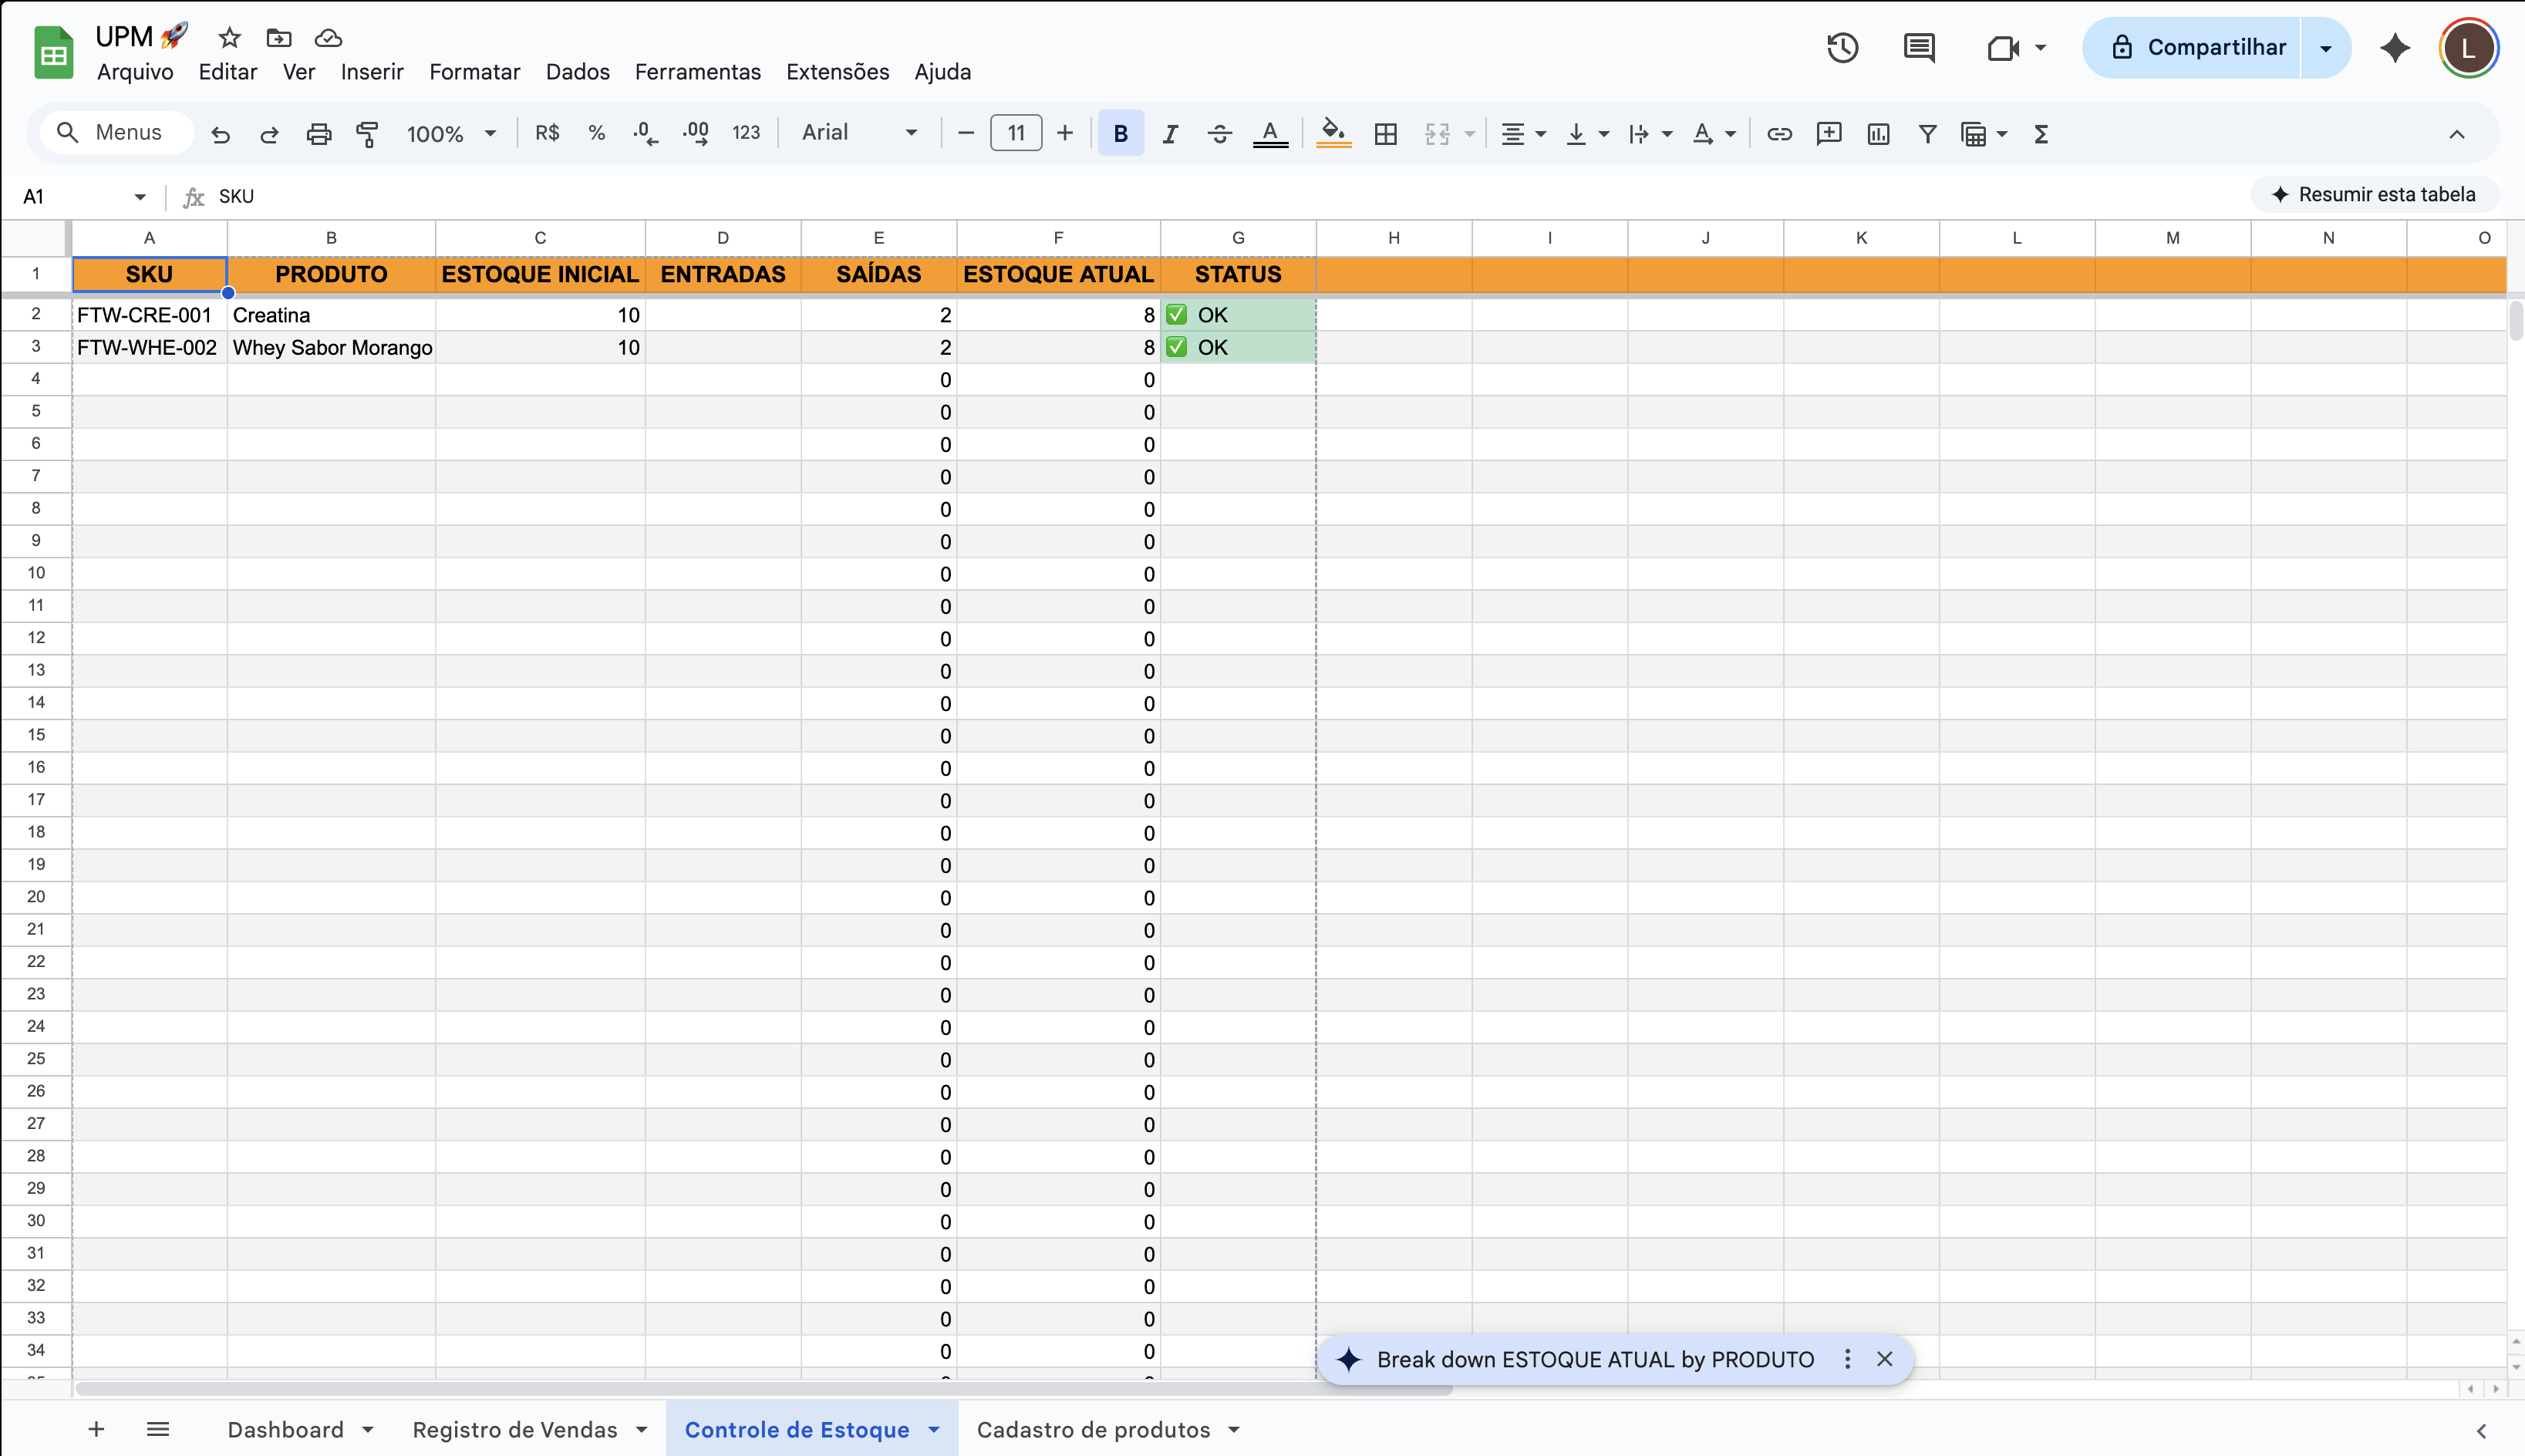 UPM 🚀
Arquivo Editar Ver Inserir Formatar Dados Ferramentas Extensões Ajuda
Compartilhar
L
Menus 100% R$ % .0 .00 123 Arial 11 B I A A Σ
A1 fx SKU
Resumir esta tabela
A B C D E F G H I J K L M N O
1 SKU PRODUTO ESTOQUE INICIAL ENTRADAS SAÍDAS ESTOQUE ATUAL STATUS
2 FTW-CRE-001 Creatina 10 2 8 ✅ OK
3 FTW-WHE-002 Whey Sabor Morango 10 2 8 ✅ OK
4 0 0
5 0 0
6 0 0
7 0 0
8 0 0
9 0 0
10 0 0
11 0 0
12 0 0
13 0 0
14 0 0
15 0 0
16 0 0
17 0 0
18 0 0
19 0 0
20 0 0
21 0 0
22 0 0
23 0 0
24 0 0
25 0 0
26 0 0
27 0 0
28 0 0
29 0 0
30 0 0
31 0 0
32 0 0
33 0 0
34 0 0
Break down ESTOQUE ATUAL by PRODUTO
Dashboard Registro de Vendas Controle de Estoque Cadastro de produtos